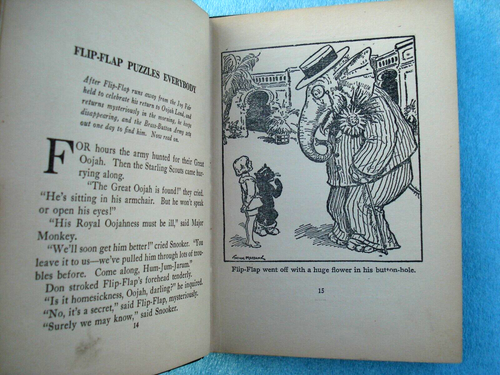 FLIP-FLAP PUZZLES EVERYBODY
After Flip-Flap runs away from the Joy Fair
held to celebrate his return to Oojah Land, and
returns mysteriously in the morning, he keeps
disappearing, and the Brass-Button Army sets
out one day to find him. Now read on.
FOR hours the army hunted for their Great
Oojah. Then the Starling Scouts came hur-
rying along.
"The Great Oojah is found!" they cried.
"He's sitting in his armchair. But he won't speak
or open his eyes!"
"His Royal Oojahness must be ill," said Major
Monkey.
"We'll soon get him better!" cried Snooker. "You
leave it to us—we've pulled him through lots of trou-
bles before. Come along, Hum-Jum-Jarum."
Don stroked Flip-Flap's forehead tenderly.
"Is it homesickness, Oojah, darling?" he inquired.
"No, it's a secret," said Flip-Flap, mysteriously.
"Surely we may know," said Snooker.
14
Flip-Flap went off with a huge flower in his button-hole.
15